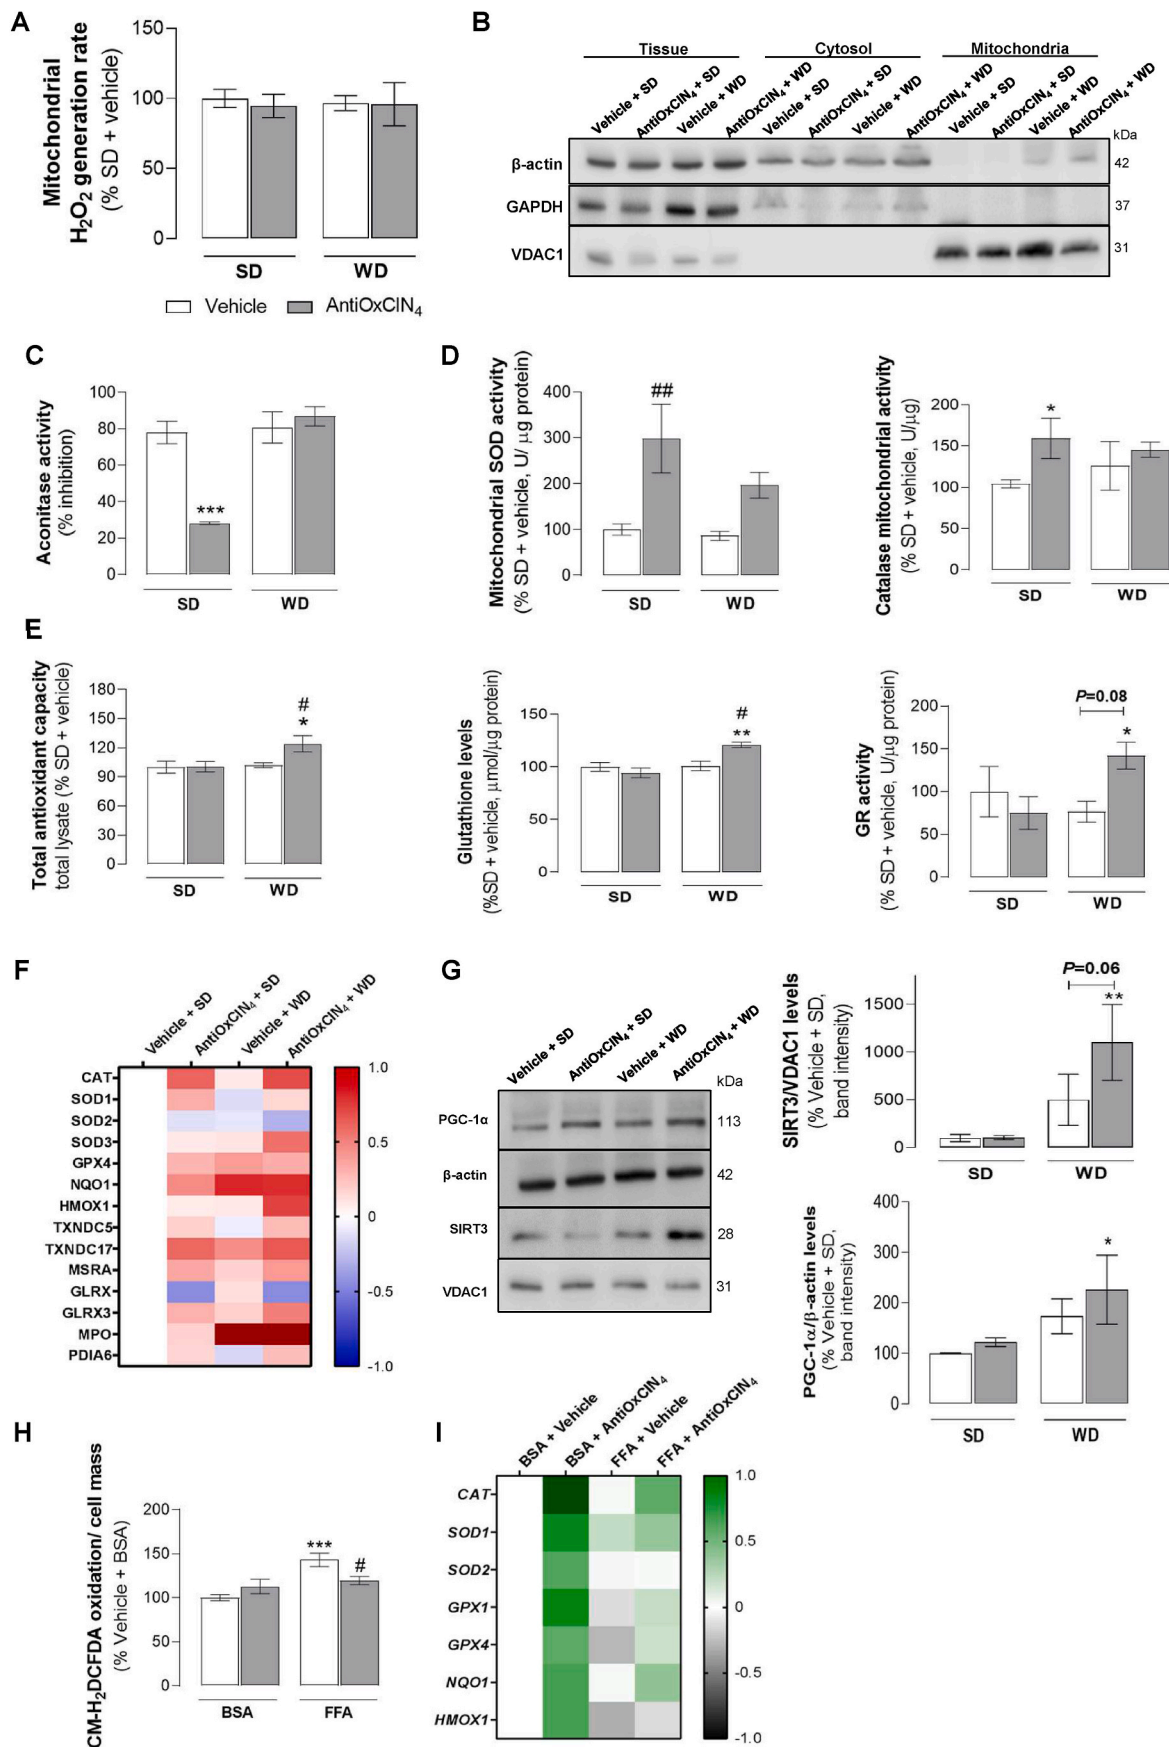 A
Mitochondrial
H₂O₂ generation rate
(% SD + vehicle)
150
100
50
0
SD
WD
Vehicle
AntiOxCIN₄
B
Tissue
Cytosol
Mitochondria
Vehicle + SD
AntiOxCIN₄ + SD
Vehicle + WD
AntiOxCIN₄ + WD
Vehicle + SD
AntiOxCIN₄ + SD
Vehicle + WD
AntiOxCIN₄ + WD
Vehicle + SD
AntiOxCIN₄ + SD
Vehicle + WD
AntiOxCIN₄ + WD
kDa
β-actin
42
GAPDH
37
VDAC1
31
C
Aconitase activity
(% inhibition)
100
80
60
40
20
0
***
SD
WD
D
Mitochondrial SOD activity
(% SD + vehicle, U/ μg protein)
400
300
200
100
0
##
SD
WD
Catalase mitochondrial activity
(% SD + vehicle, U/μg)
200
150
100
50
0
*
SD
WD
E
Total antioxidant capacity
total lysate (% SD + vehicle)
180
150
120
90
60
30
0
#
*
SD
WD
Glutathione levels
(%SD + vehicle, μmol/μg protein)
150
100
50
0
#
**
SD
WD
GR activity
(% SD + vehicle, U/μg protein)
200
150
100
50
0
P=0.08
*
SD
WD
F
Vehicle + SD
AntiOxCIN₄ + SD
Vehicle + WD
AntiOxCIN₄ + WD
CAT
SOD1
SOD2
SOD3
GPX4
NQO1
HMOX1
TXNDC5
TXNDC17
MSRA
GLRX
GLRX3
MPO
PDIA6
1.0
0.5
0
-0.5
-1.0
G
Vehicle + SD
AntiOxCIN₄ + SD
Vehicle + WD
AntiOxCIN₄ + WD
kDa
PGC-1α
113
β-actin
42
SIRT3
28
VDAC1
31
SIRT3/VDAC1 levels
(% Vehicle + SD,
band intensity)
1500
1000
500
0
P=0.06
**
SD
WD
PGC-1α/β-actin levels
(% Vehicle + SD,
band intensity)
400
300
200
100
0
*
SD
WD
H
CM-H₂DCFDA oxidation/ cell mass
(% Vehicle + BSA)
200
150
100
50
0
***
#
BSA
FFA
I
BSA + Vehicle
BSA + AntiOxCIN₄
FFA + Vehicle
FFA + AntiOxCIN₄
CAT
SOD1
SOD2
GPX1
GPX4
NQO1
HMOX1
1.0
0.5
0
-0.5
-1.0